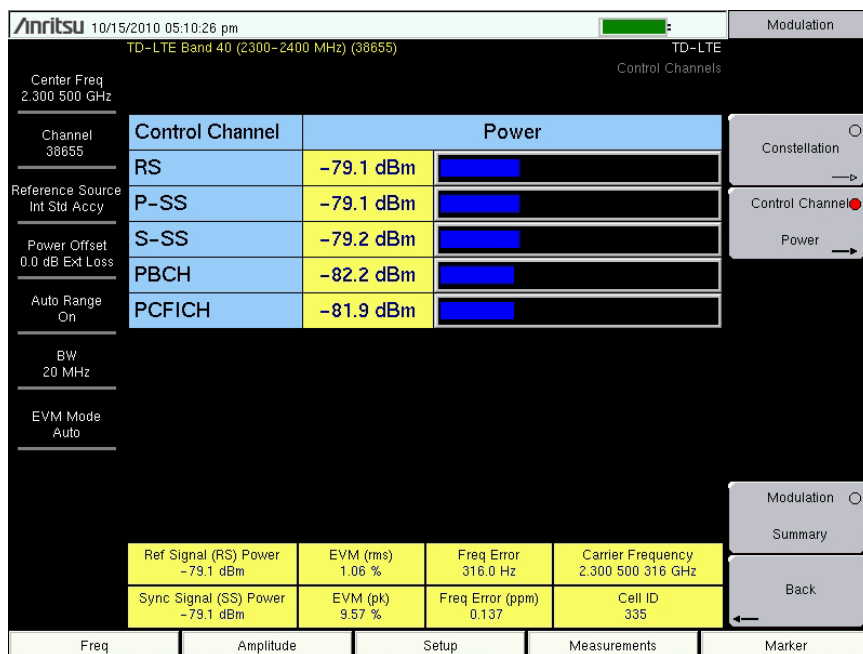 Anritsu 10/15/2010 05:10:26 pm
Modulation
TD-LTE Band 40 (2300-2400 MHz) (38655)
TD-LTE
Control Channels
Center Freq
2.300 500 GHz
Channel
38655
Reference Source
Int Std Accy
Power Offset
0.0 dB Ext Loss
Auto Range
On
BW
20 MHz
EVM Mode
Auto
Control Channel Power
RS -79.1 dBm
P-SS -79.1 dBm
S-SS -79.2 dBm
PBCH -82.2 dBm
PCFICH -81.9 dBm
Constellation
Control Channel
Power
Modulation
Summary
Back
Ref Signal (RS) Power EVM (rms) Freq Error Carrier Frequency
-79.1 dBm 1.06 % 316.0 Hz 2.300 500 316 GHz
Sync Signal (SS) Power EVM (pk) Freq Error (ppm) Cell ID
-79.1 dBm 9.57 % 0.137 335
Freq Amplitude Setup Measurements Marker